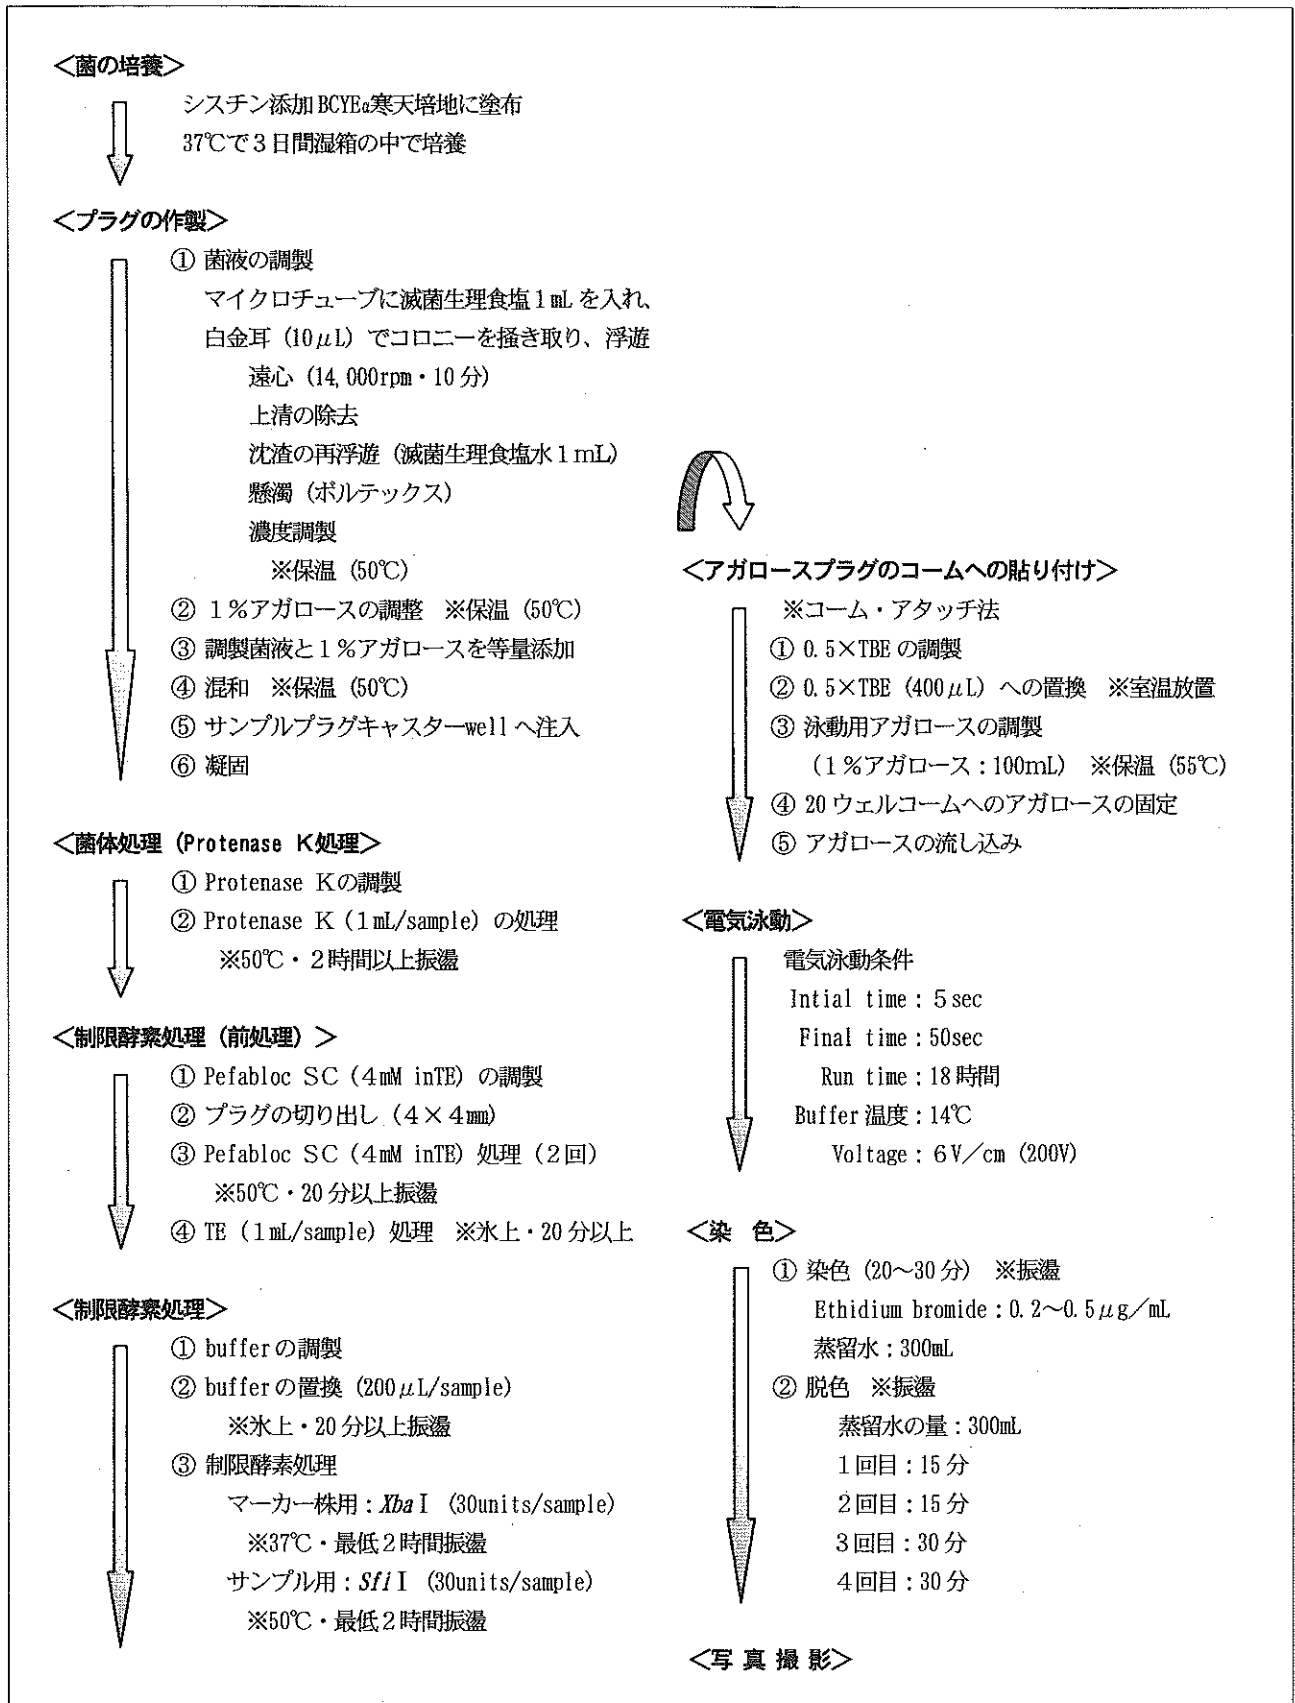 ＜菌の培養＞
システン添加BCYEα寒天培地に塗布
37℃で３日間湿箱の中で培養
＜プラグの作製＞
① 菌液の調製
マイクロチューブに滅菌生理食塩１mLを入れ、
白金耳（10μL）でコロニーを掻き取り、浮遊
遠心（14,000rpm・10分）
上清の除去
沈渣の再浮遊（滅菌生理食塩水１mL）
懸濁（ボルテックス）
濃度調製
※保温（50℃）
② １％アガロースの調整　※保温（50℃）
③ 調製菌液と１％アガロースを等量添加
④ 混和　※保温（50℃）
⑤ サンプルプラグキャスターwellへ注入
⑥ 凝固
＜菌体処理（Protenase K処理＞
① Protenase Kの調製
② Protenase K（１mL/sample）の処理
※50℃・２時間以上振盪
＜制限酵素処理（前処理）＞
① Pefabloc SC（４mM inTE）の調製
② プラグの切り出し（４×４mm）
③ Pefabloc SC（４mM inTE）処理（２回）
※50℃・20分以上振盪
④ TE（１mL/sample）処理　※氷上・20分以上
＜制限酵素処理＞
① bufferの調製
② bufferの置換（200μL/sample）
※氷上・20分以上振盪
③ 制限酵素処理
マーカー株用：XbaⅠ（30units/sample）
※37℃・最低２時間振盪
サンプル用：SfiⅠ（30units/sample）
※50℃・最低２時間振盪
＜アガロースプラグのコームへの貼り付け＞
※コーム・アタッチ法
① 0.5×TBEの調製
② 0.5×TBE（400μL）への置換　※室温放置
③ 泳動用アガロースの調製
（１％アガロース：100mL）　※保温（55℃）
④ 20ウェルコームへのアガロースの固定
⑤ アガロースの流し込み
＜電気泳動＞
電気泳動条件
Intial time：５sec
Final time：50sec
Run time：18時間
Buffer温度：14℃
Voltage：６V／cm（200V）
＜染　色＞
① 染色（20～30分）　※振盪
Ethidium bromide：0.2～0.5μg／mL
蒸留水：300mL
② 脱色　※振盪
蒸留水の量：300mL
１回目：15分
２回目：15分
３回目：30分
４回目：30分
＜写 真 撮 影＞